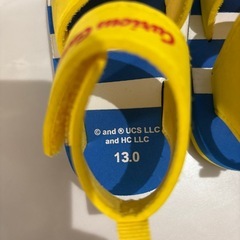 Curious
© and ® UCS LLC
and HC LLC
13.0